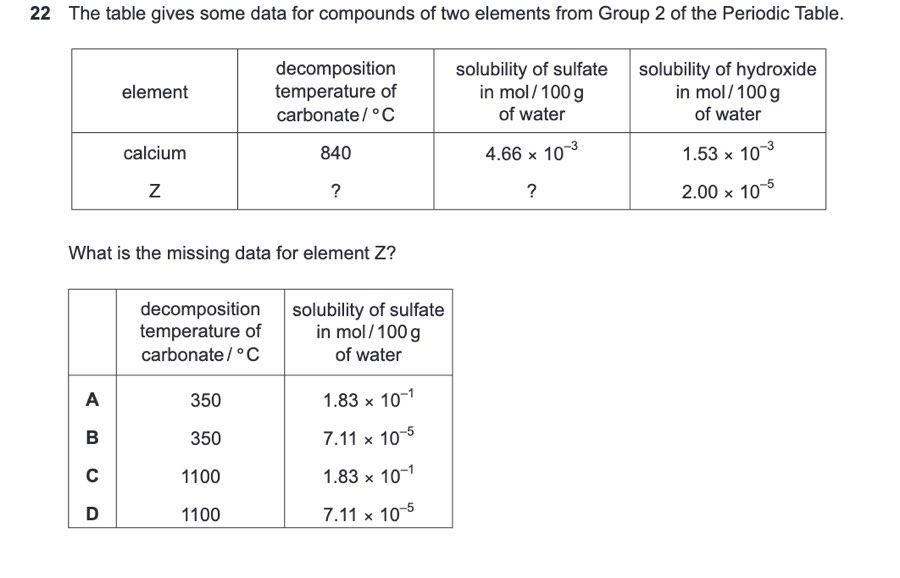 22 The table gives some data for compounds of two elements from Group 2 of the Periodic Table.
element
decomposition
temperature of
carbonate / °C
solubility of sulfate
in mol / 100 g
of water
solubility of hydroxide
in mol / 100 g
of water
calcium 840 4.66 × 10⁻³ 1.53 × 10⁻³
Z ? ? 2.00 × 10⁻⁵
What is the missing data for element Z?
decomposition
temperature of
carbonate / °C
solubility of sulfate
in mol / 100 g
of water
A 350 1.83 × 10⁻¹
B 350 7.11 × 10⁻⁵
C 1100 1.83 × 10⁻¹
D 1100 7.11 × 10⁻⁵